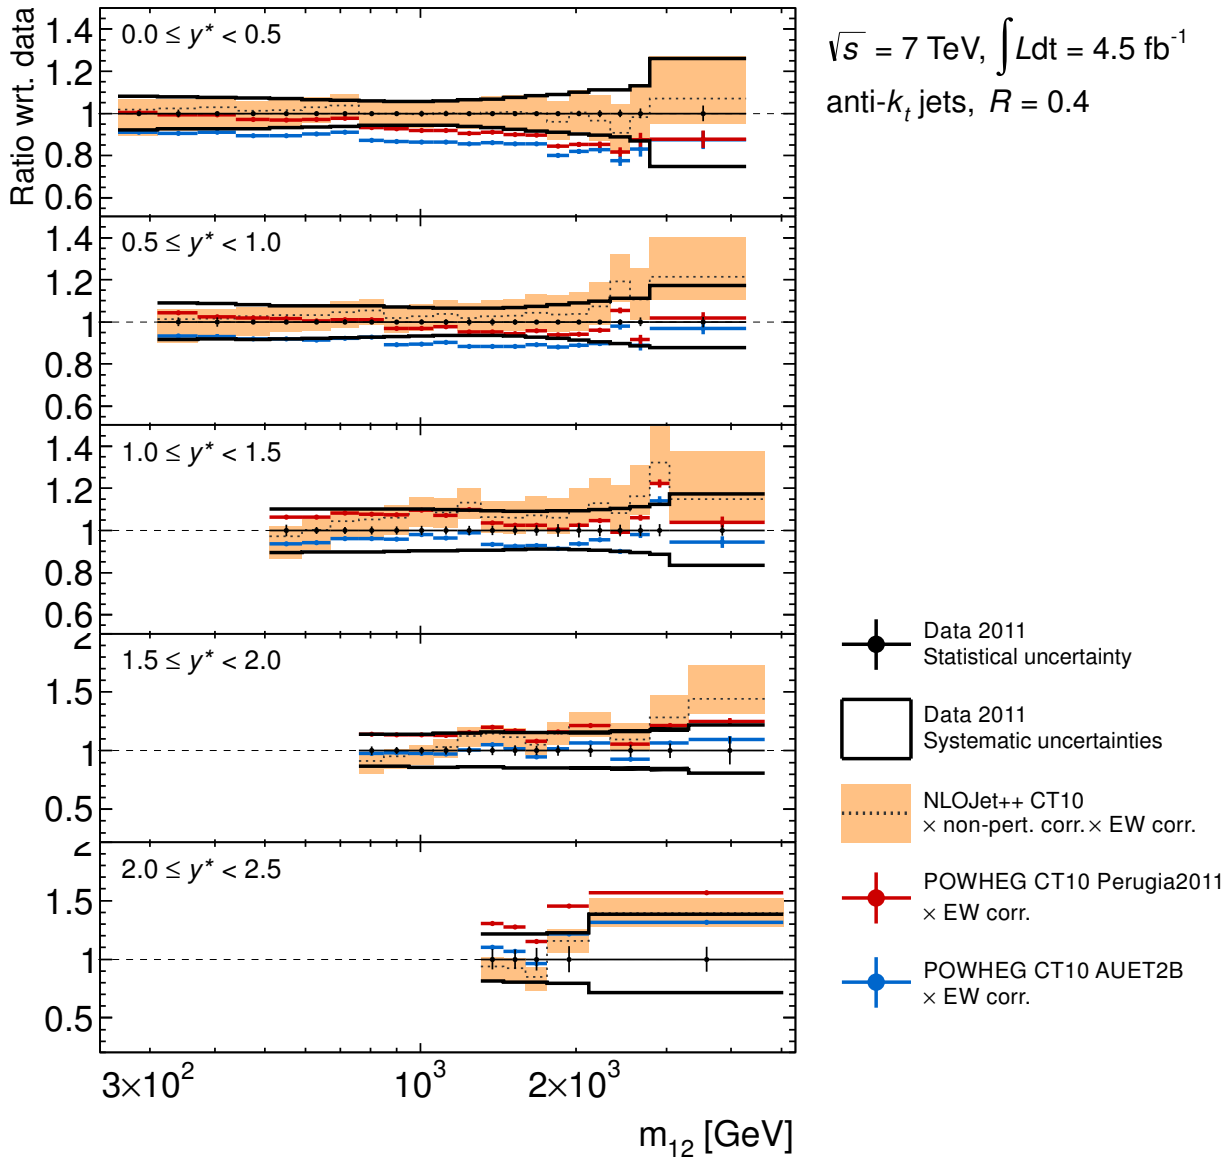 Ratio wrt. data
1.4
1.2
1
0.8
0.6
0.0 ≤ y* < 0.5
√s = 7 TeV, ∫Ldt = 4.5 fb⁻¹
anti-kₜ jets, R = 0.4
1.4
1.2
1
0.8
0.6
0.5 ≤ y* < 1.0
1.4
1.2
1
0.8
0.6
1.0 ≤ y* < 1.5
2
1.5
1
0.5
1.5 ≤ y* < 2.0
2
1.5
1
0.5
2.0 ≤ y* < 2.5
3×10² 10³ 2×10³
m₁₂ [GeV]
Data 2011
Statistical uncertainty
Data 2011
Systematic uncertainties
NLOJet++ CT10
× non-pert. corr. × EW corr.
POWHEG CT10 Perugia2011
× EW corr.
POWHEG CT10 AUET2B
× EW corr.